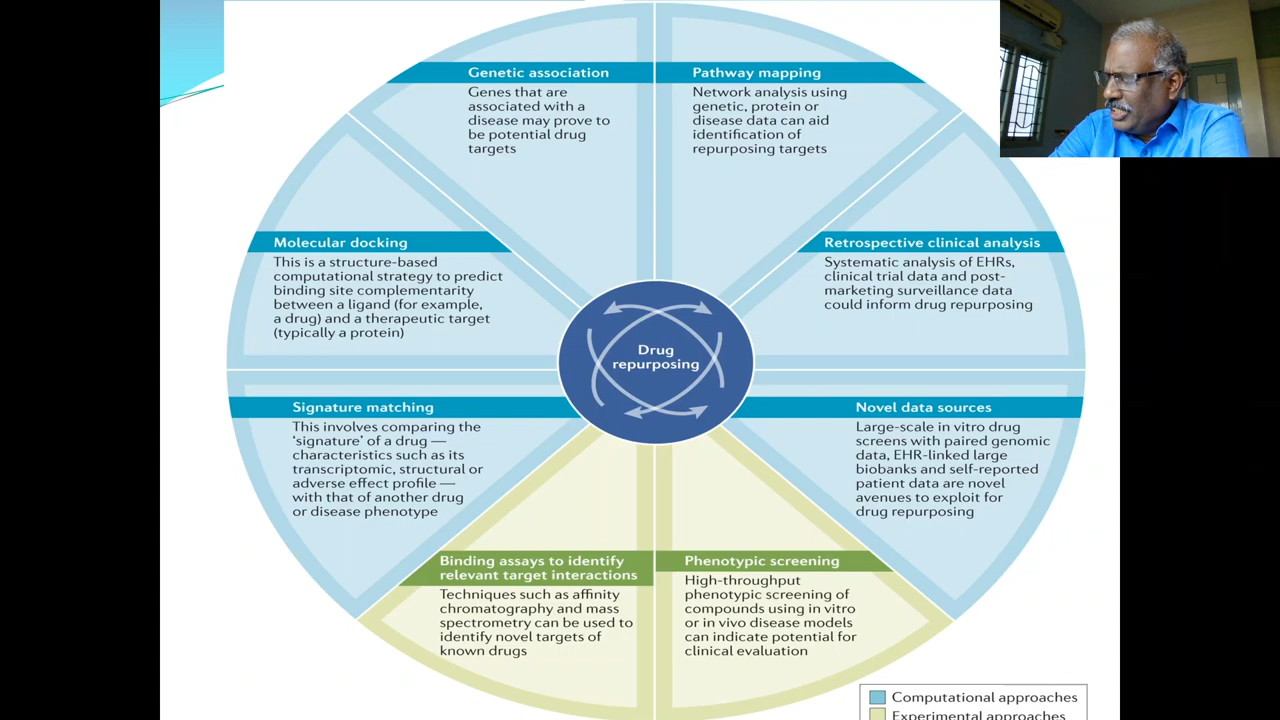 Genetic association
Genes that are
associated with a
disease may prove to
be potential drug
targets
Pathway mapping
Network analysis using
genetic, protein or
disease data can aid
identification of
repurposing targets
Molecular docking
This is a structure-based
computational strategy to predict
binding site complementarity
between a ligand (for example,
a drug) and a therapeutic target
(typically a protein)
Retrospective clinical analysis
Systematic analysis of EHRs,
clinical trial data and post-
marketing surveillance data
could inform drug repurposing
Drug
repurposing
Signature matching
This involves comparing the
‘signature’ of a drug —
characteristics such as its
transcriptomic, structural or
adverse effect profile —
with that of another drug
or disease phenotype
Novel data sources
Large-scale in vitro drug
screens with paired genomic
data, EHR-linked large
biobanks and self-reported
patient data are novel
avenues to exploit for
drug repurposing
Binding assays to identify
relevant target interactions
Techniques such as affinity
chromatography and mass
spectrometry can be used to
identify novel targets of
known drugs
Phenotypic screening
High-throughput
phenotypic screening of
compounds using in vitro
or in vivo disease models
can indicate potential for
clinical evaluation
Computational approaches
Experimental approaches